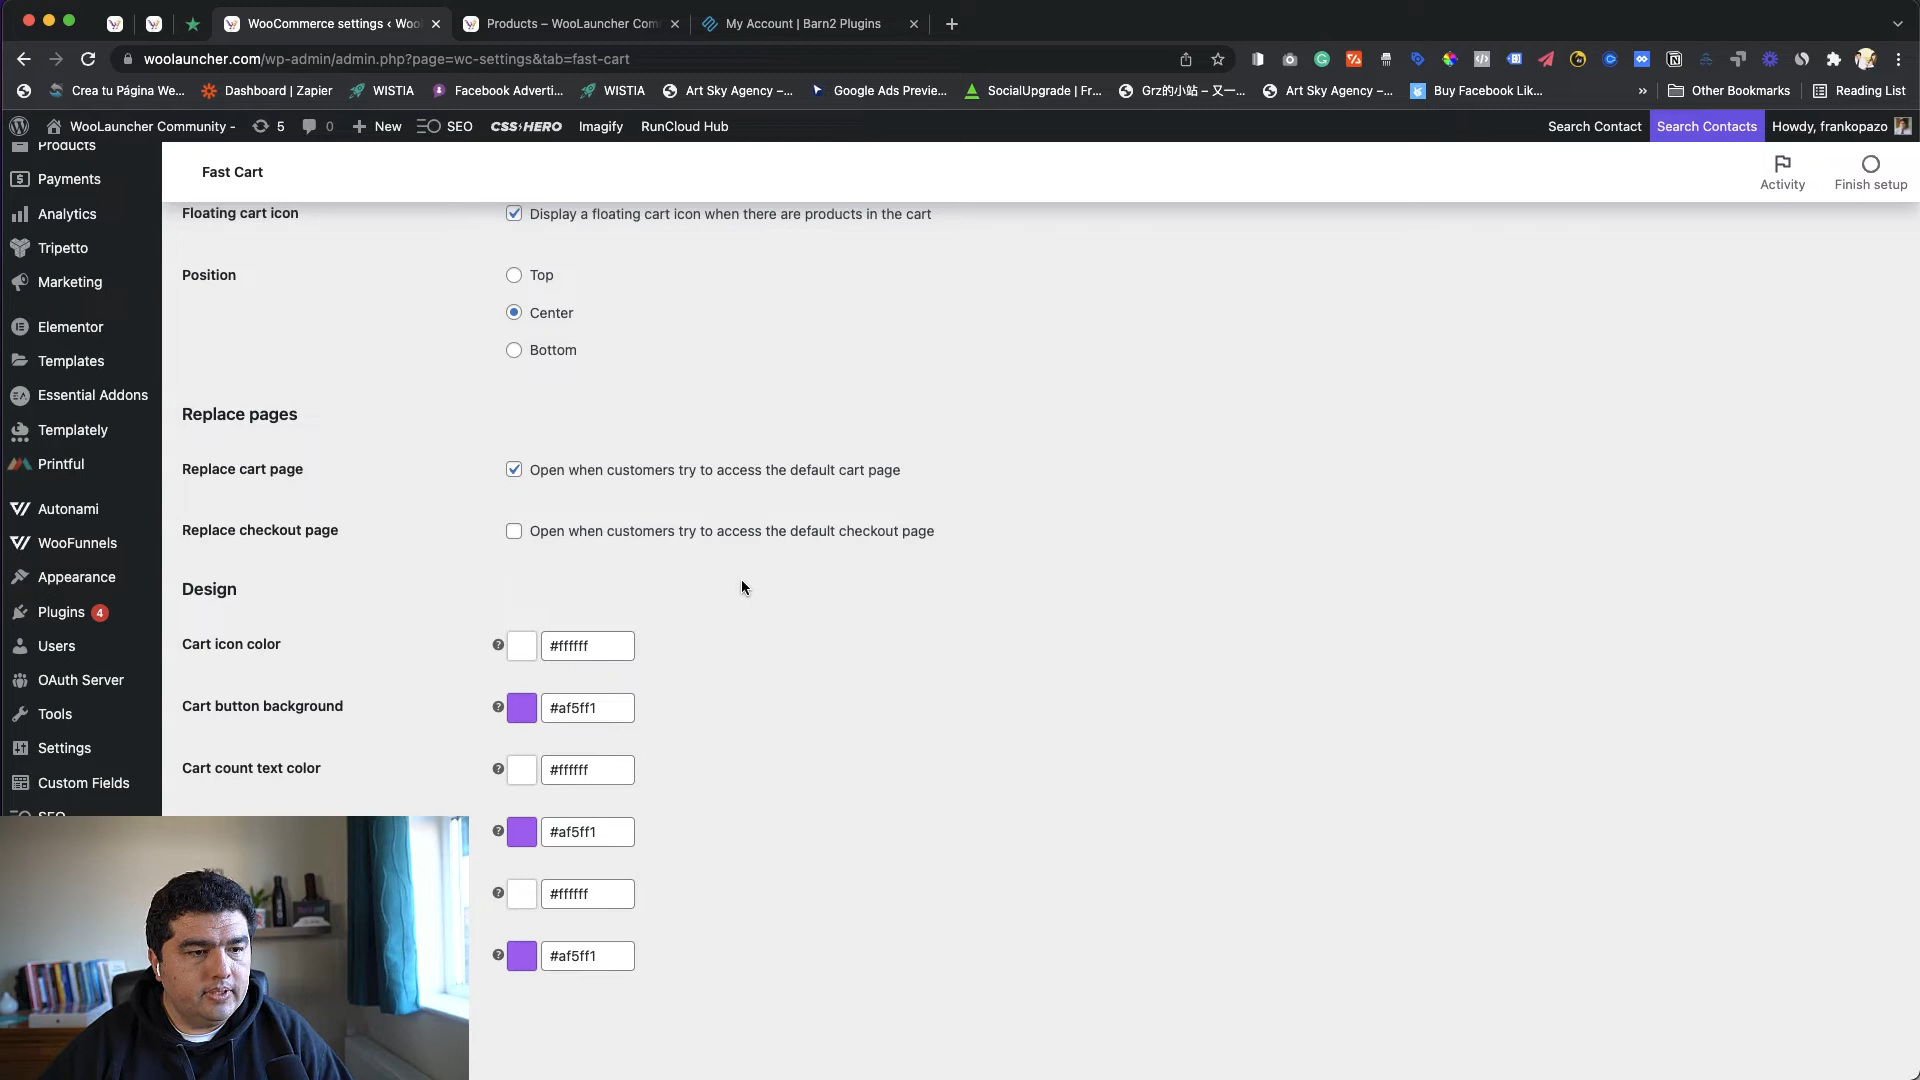 WooCommerce settings ‹ Woo
Products – WooLauncher Com
My Account | Barn2 Plugins
woolauncher.com/wp-admin/admin.php?page=wc-settings&tab=fast-cart
Crea tu Página We...
Dashboard | Zapier
WISTIA
Facebook Adverti...
WISTIA
Art Sky Agency –...
Google Ads Previe...
SocialUpgrade | Fr...
Grz的小站 – 又一...
Art Sky Agency –...
Buy Facebook Lik...
»
Other Bookmarks
Reading List
WooLauncher Community -
5
0
New
SEO
CSS HERO
Imagify
RunCloud Hub
Search Contact
Search Contacts
Howdy, frankopazo
Products
Payments
Analytics
Tripetto
Marketing
Elementor
Templates
Essential Addons
Templately
Printful
Autonami
WooFunnels
Appearance
Plugins 4
Users
OAuth Server
Tools
Settings
Custom Fields
SEO
Fast Cart
Activity
Finish setup
Floating cart icon
Display a floating cart icon when there are products in the cart
Position
Top
Center
Bottom
Replace pages
Replace cart page
Open when customers try to access the default cart page
Replace checkout page
Open when customers try to access the default checkout page
Design
Cart icon color
#ffffff
Cart button background
#af5ff1
Cart count text color
#ffffff
#af5ff1
#ffffff
#af5ff1